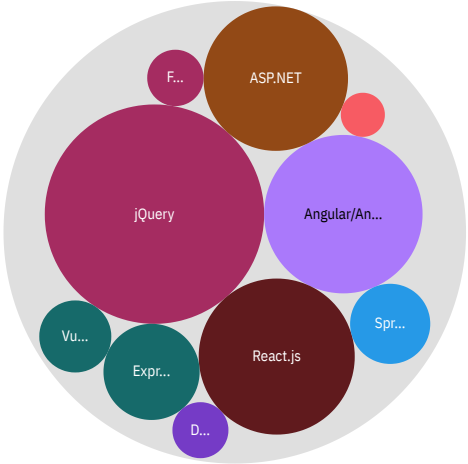 F...
ASP.NET
jQuery
Angular/An...
Vu...
Expr...
React.js
Spr...
D...